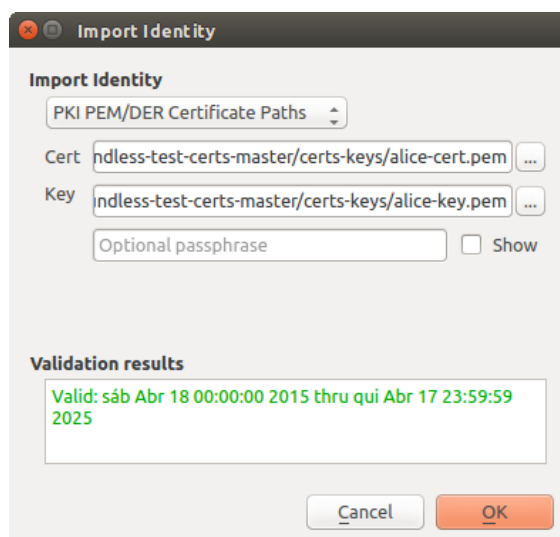 Import Identity
Import Identity
PKI PEM/DER Certificate Paths
Cert ndless-test-certs-master/certs-keys/alice-cert.pem ...
Key indless-test-certs-master/certs-keys/alice-key.pem ...
Optional passphrase Show
Validation results
Valid: sáb Abr 18 00:00:00 2015 thru qui Abr 17 23:59:59
2025
Cancel OK